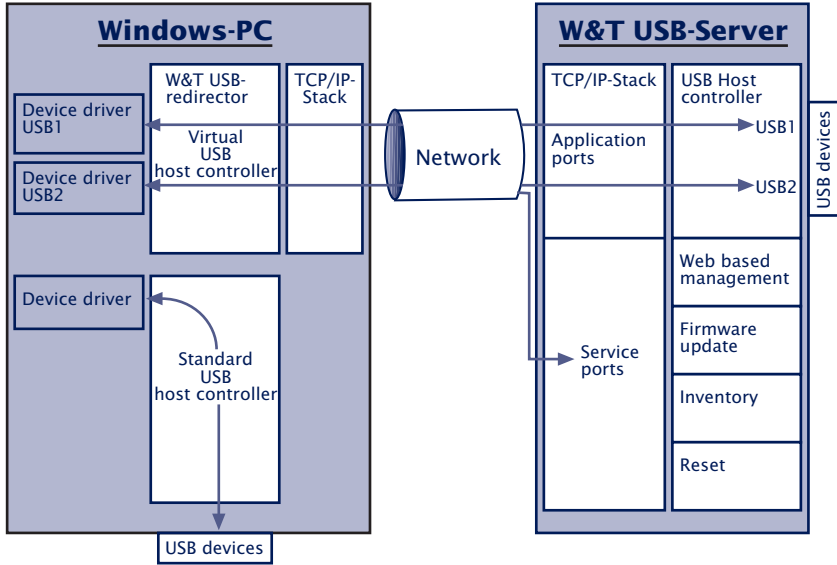 Windows-PC
W&T USB-
redirector
TCP/IP-
Stack
Device driver
USB1
Virtual
USB
host controller
Device driver
USB2
Device driver
Standard
USB
host controller
USB devices
Network
W&T USB-Server
TCP/IP-Stack
USB Host
controller
Application
ports
USB1
USB2
USB devices
Web based
management
Service
ports
Firmware
update
Inventory
Reset